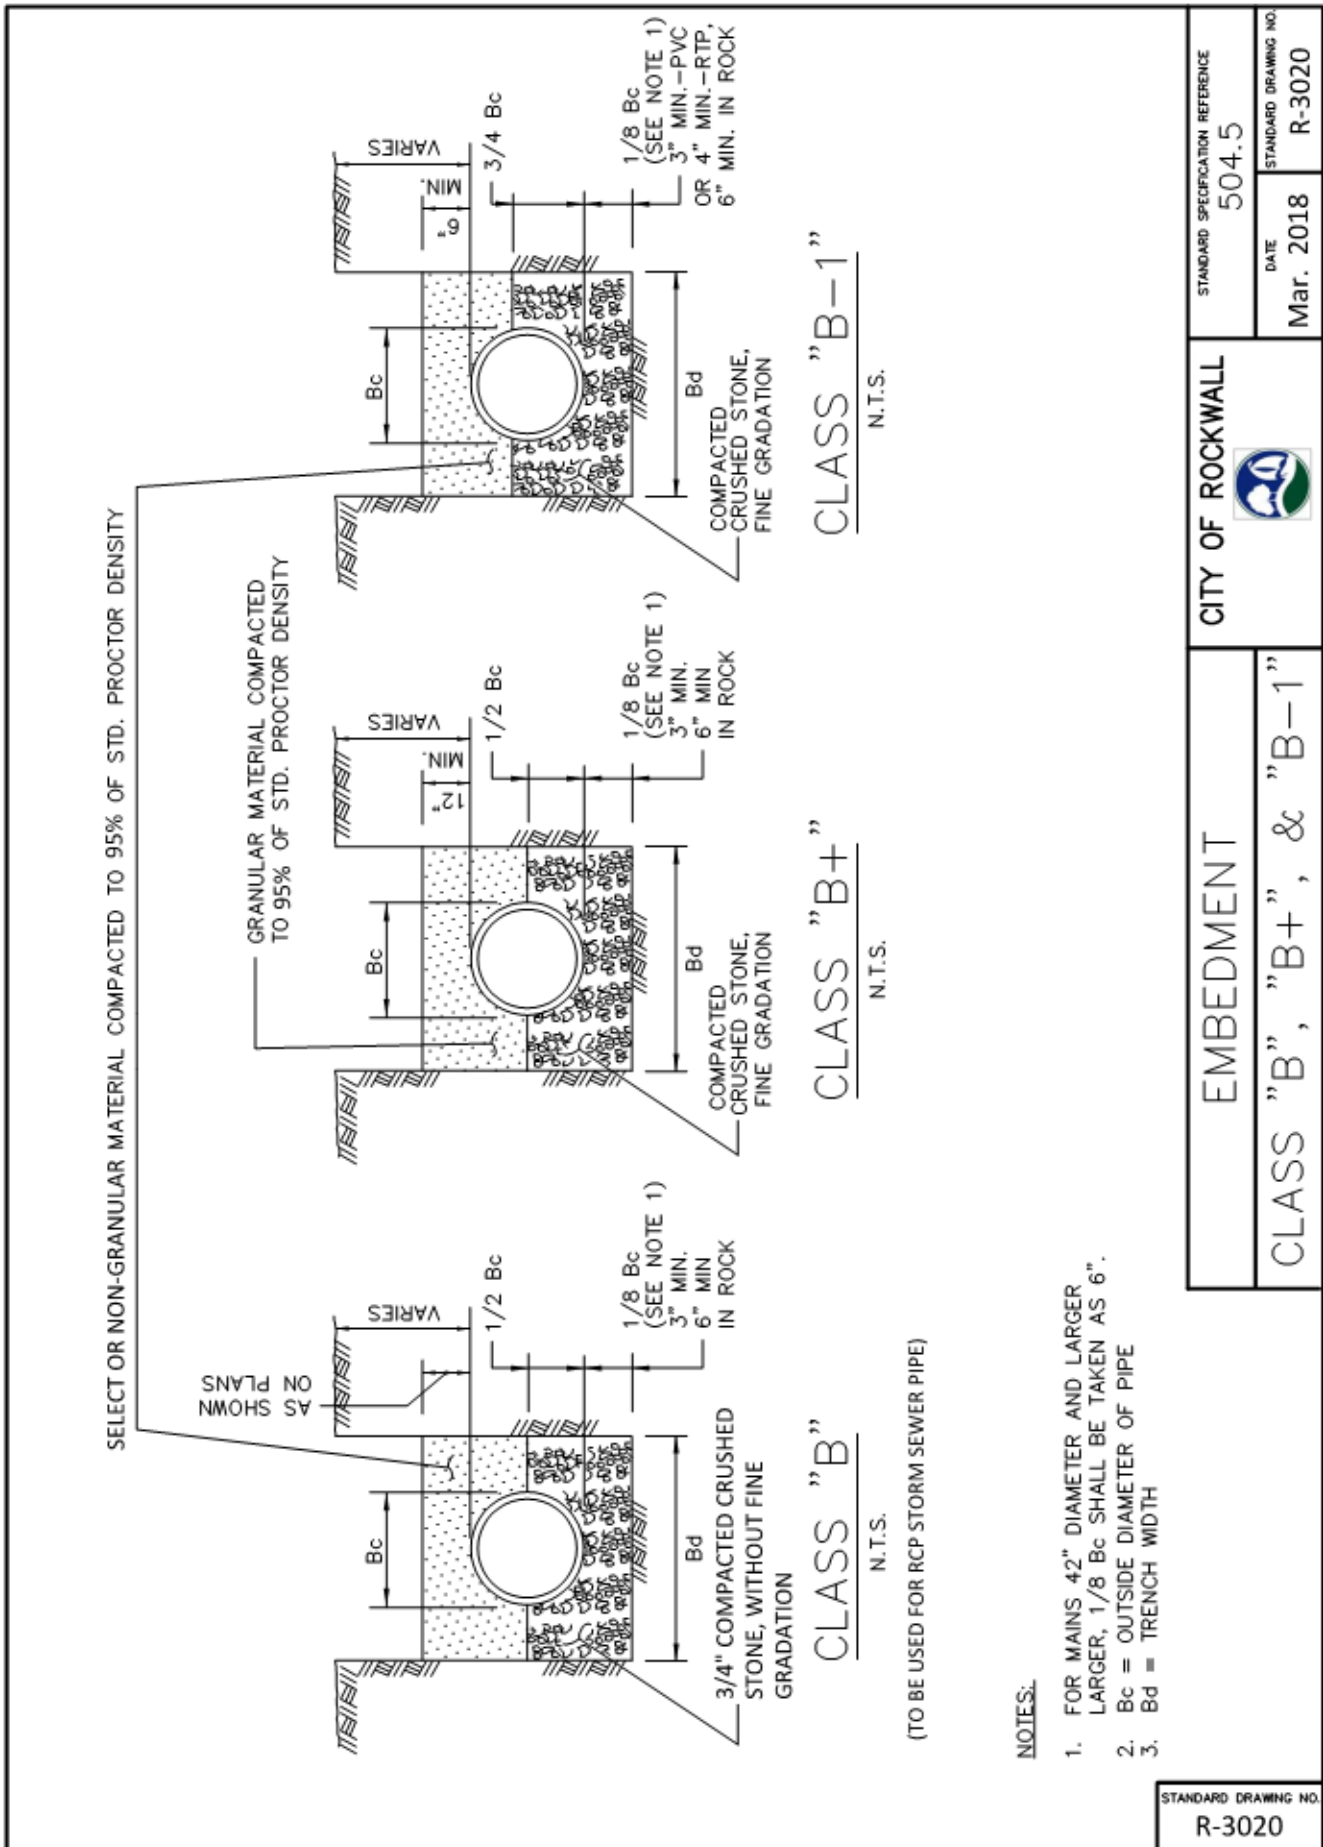 SELECT OR NON-GRANULAR MATERIAL COMPACTED TO 95% OF STD. PROCTOR DENSITY
GRANULAR MATERIAL COMPACTED
TO 95% OF STD. PROCTOR DENSITY
AS SHOWN
ON PLANS
VARIES
Bc
1/2 Bc
1/8 Bc
(SEE NOTE 1)
3" MIN.
6" MIN
IN ROCK
Bd
3/4" COMPACTED CRUSHED
STONE, WITHOUT FINE
GRADATION
CLASS "B"
N.T.S.
(TO BE USED FOR RCP STORM SEWER PIPE)
VARIES
12"
MIN.
Bc
1/2 Bc
1/8 Bc
(SEE NOTE 1)
3" MIN.
6" MIN
IN ROCK
Bd
COMPACTED
CRUSHED STONE,
FINE GRADATION
CLASS "B+"
N.T.S.
VARIES
6"
MIN.
Bc
3/4 Bc
1/8 Bc
(SEE NOTE 1)
3" MIN.-PVC
OR 4" MIN.-RTP,
6" MIN. IN ROCK
Bd
COMPACTED
CRUSHED STONE,
FINE GRADATION
CLASS "B-1"
N.T.S.
NOTES:
1. FOR MAINS 42" DIAMETER AND LARGER
LARGER, 1/8 Bc SHALL BE TAKEN AS 6".
2. Bc = OUTSIDE DIAMETER OF PIPE
3. Bd = TRENCH WIDTH
EMBEDMENT
CLASS "B", "B+", & "B-1"
CITY OF ROCKWALL
STANDARD SPECIFICATION REFERENCE
504.5
DATE
Mar. 2018
STANDARD DRAWING NO.
R-3020
STANDARD DRAWING NO.
R-3020